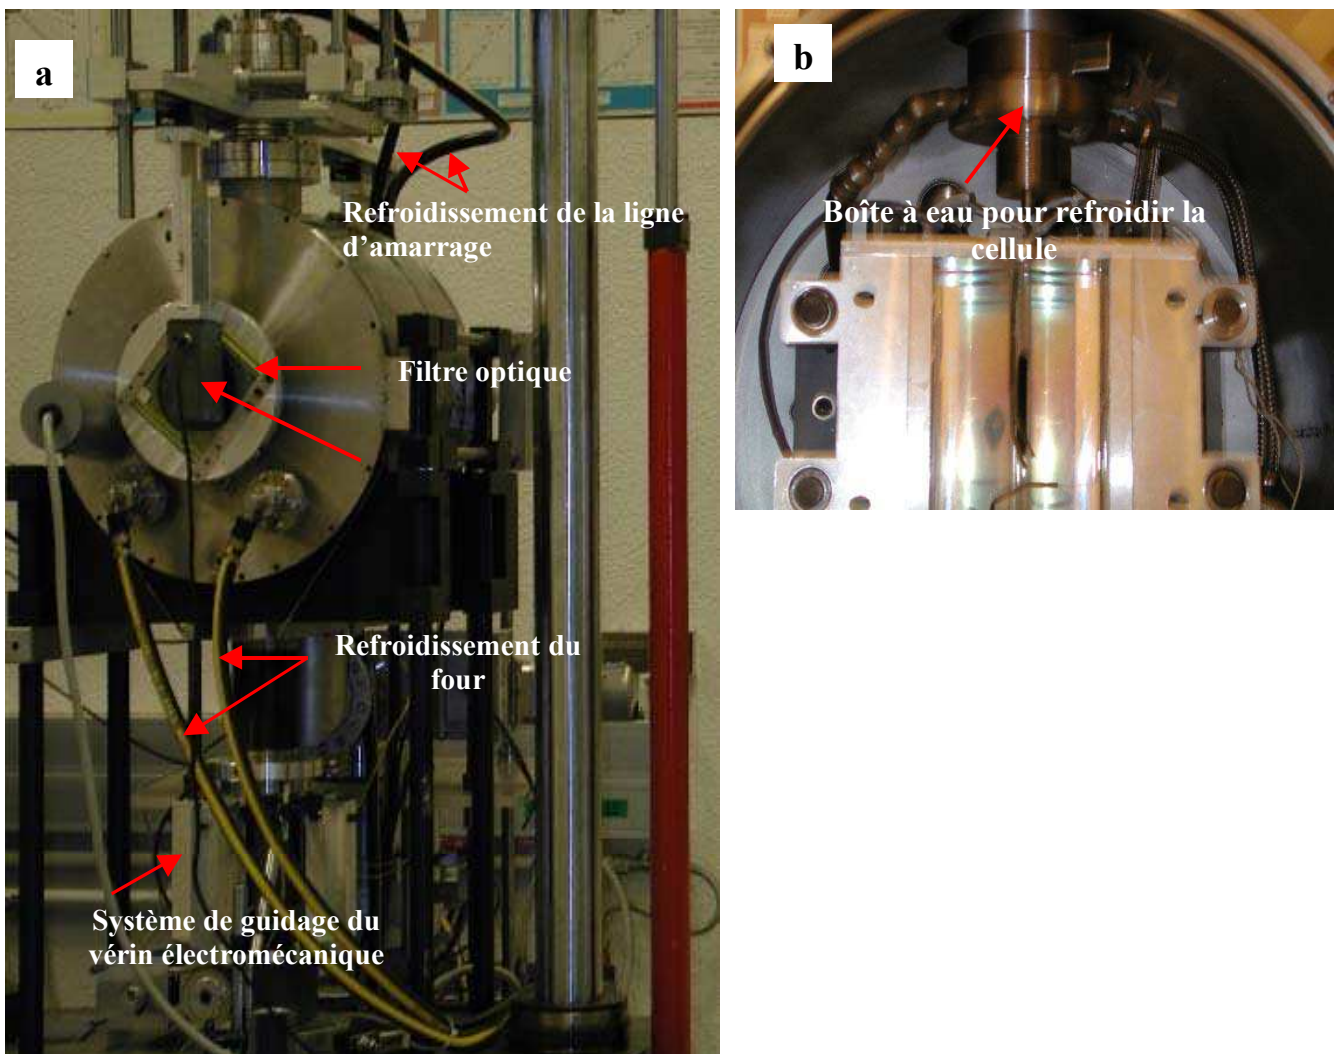 a
Refroidissement de la ligne
d’amarrage
Filtre optique
Refroidissement du
four
Système de guidage du
vérin électromécanique
b
Boîte à eau pour refroidir la
cellule